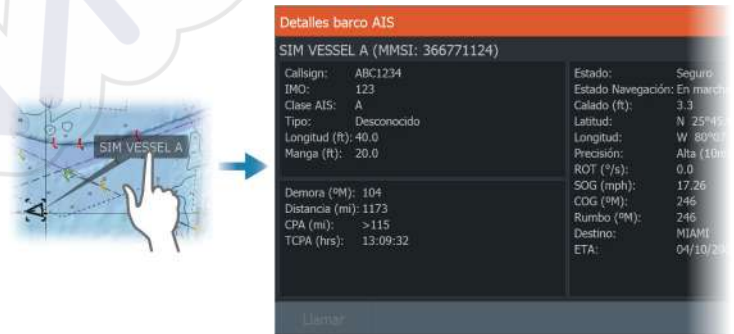 SIM VESSEL A
Detalles barco AIS
SIM VESSEL A (MMSI: 366771124)
Callsign: ABC1234
IMO: 123
Clase AIS: A
Tipo: Desconocido
Longitud (ft): 40.0
Manga (ft): 20.0
Demora (ºM): 104
Distancia (mi): 1173
CPA (mi): >115
TCPA (hrs): 13:09:32
Estado: Seguro
Estado Navegación: En marcha
Calado (ft): 3.3
Latitud: N 25º45
Longitud: W 80º
Precisión: Alta (10m
ROT (º/s): 0.0
SOG (mph): 17.26
COG (ºM): 246
Rumbo (ºM): 246
Destino: MIAMI
ETA: 04/10/
Llamar